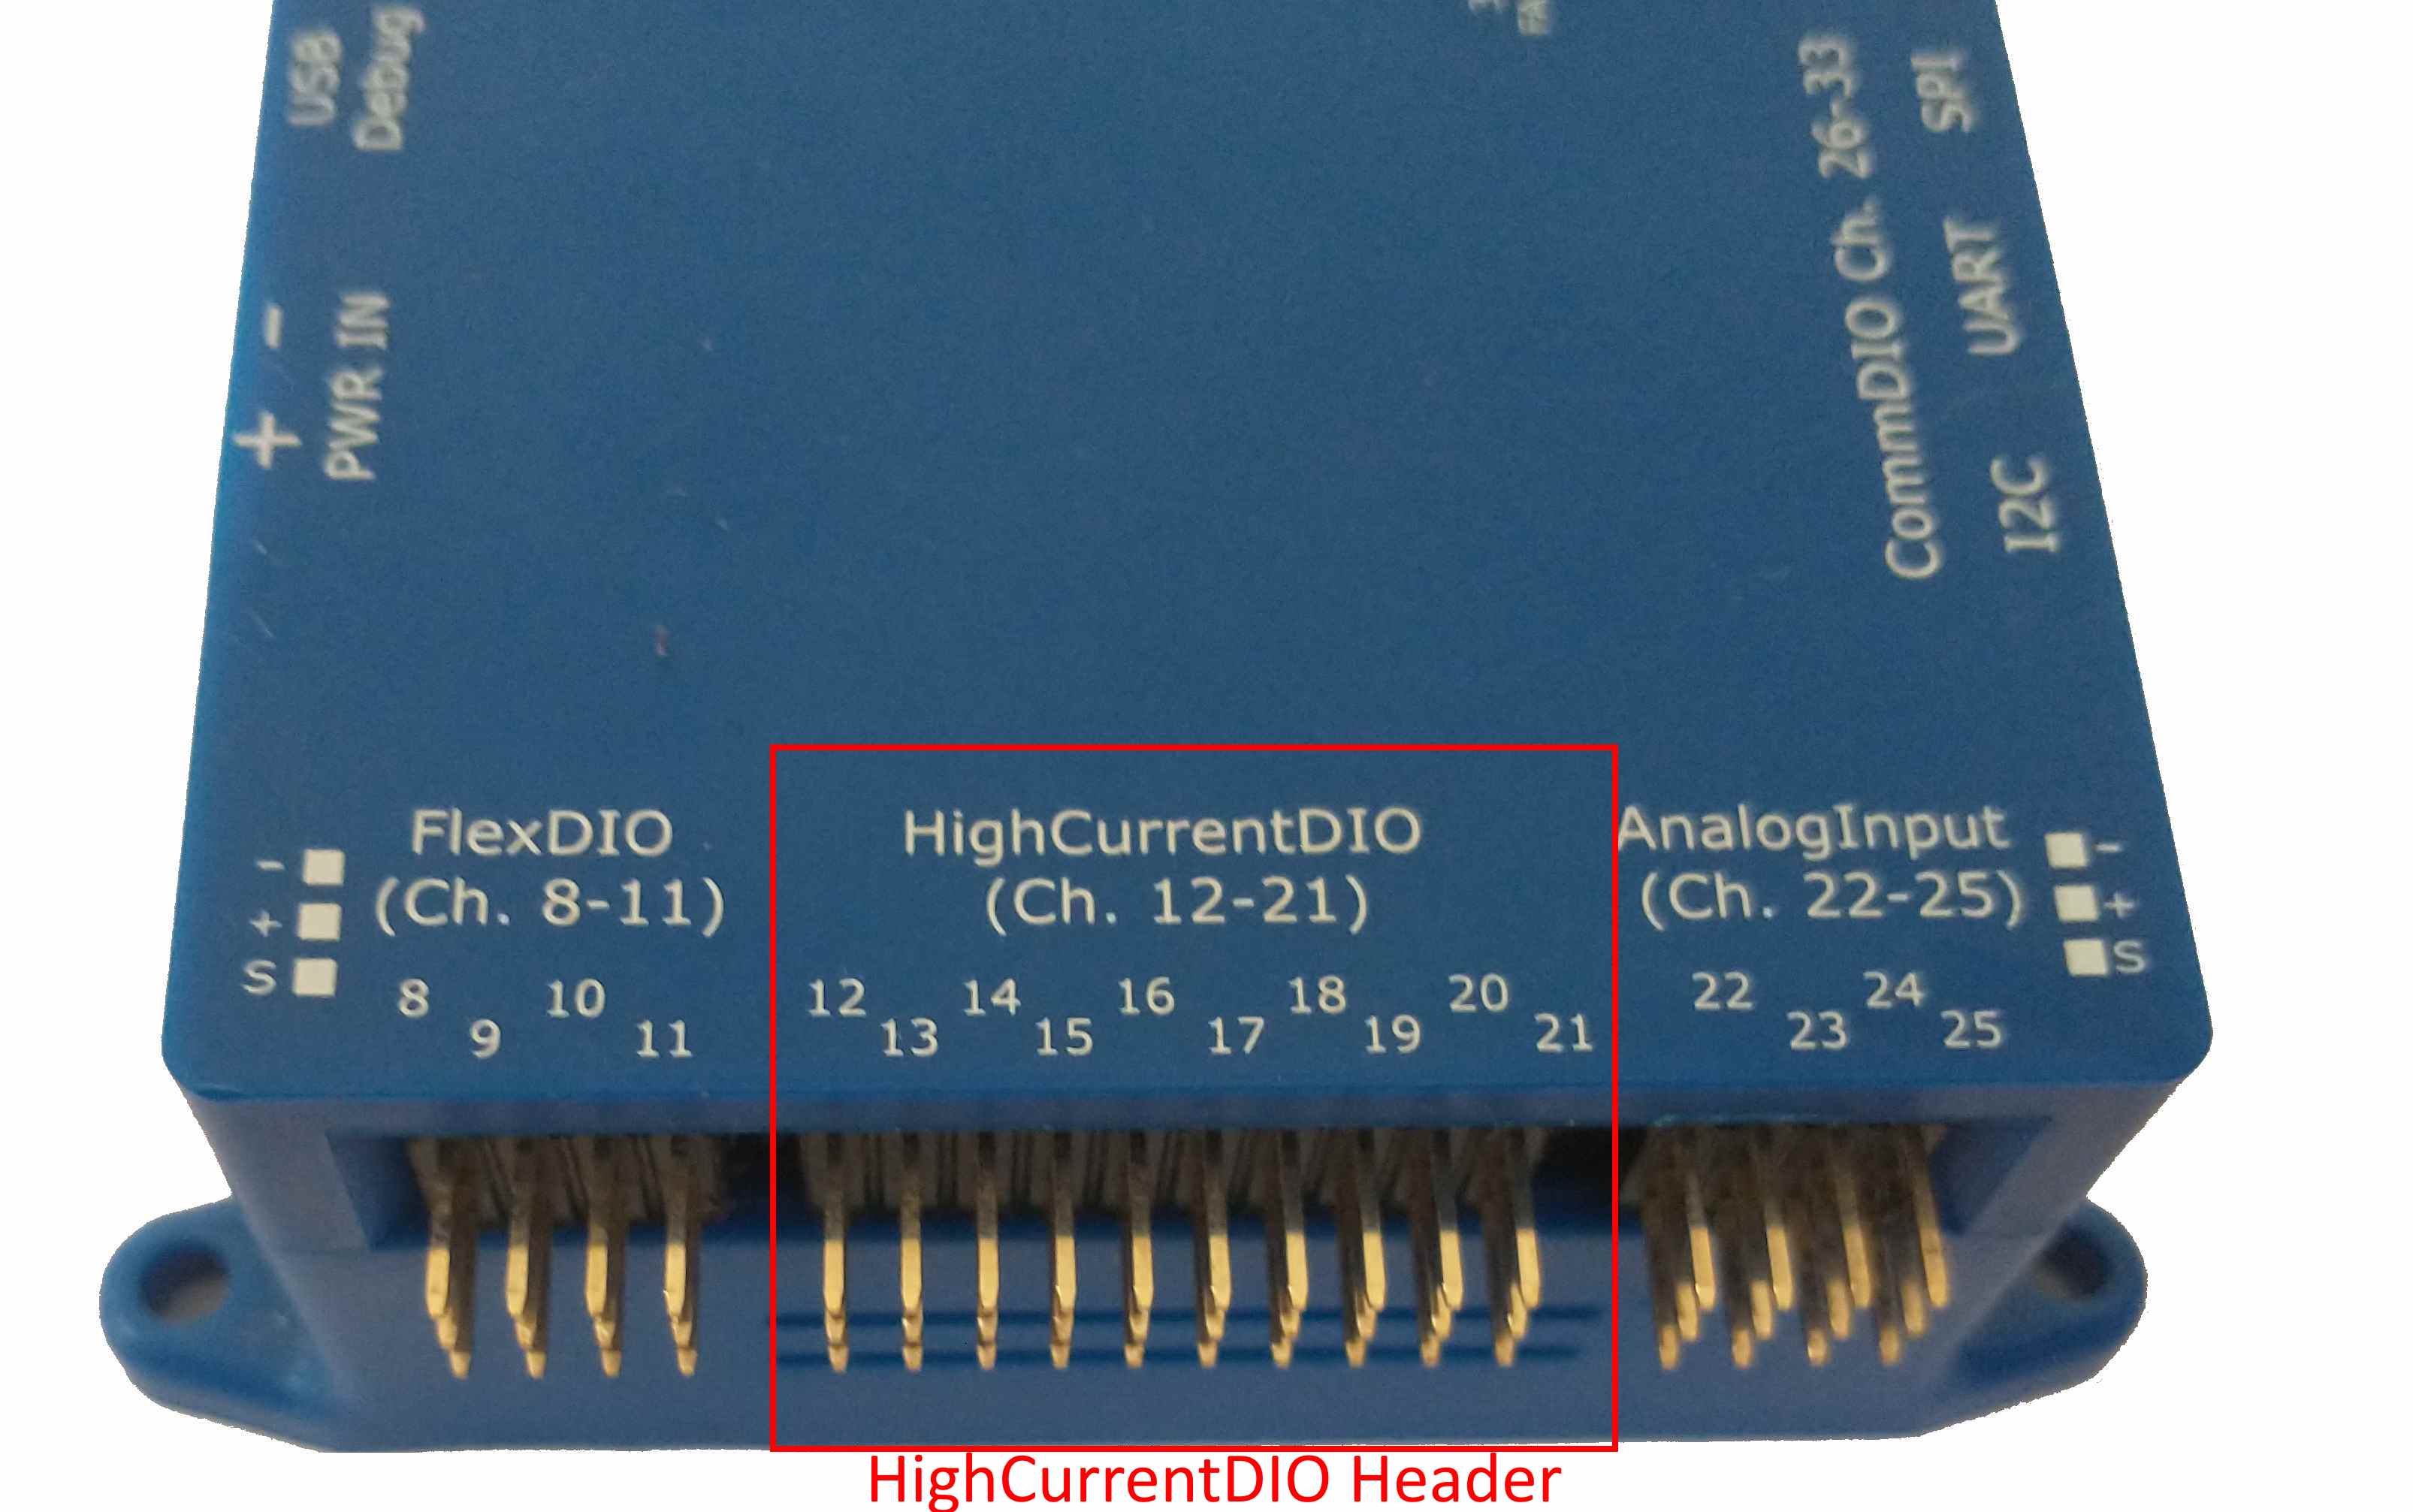 USB
Debug
- +
PWR IN
CommDIO Ch. 26-33
SPI
UART
I2C
FlexDIO
(Ch. 8-11)
-
+
S
8
9
10
11
HighCurrentDIO
(Ch. 12-21)
12
13
14
15
16
17
18
19
20
21
AnalogInput
(Ch. 22-25)
-
+
S
22
23
24
25
HighCurrentDIO Header